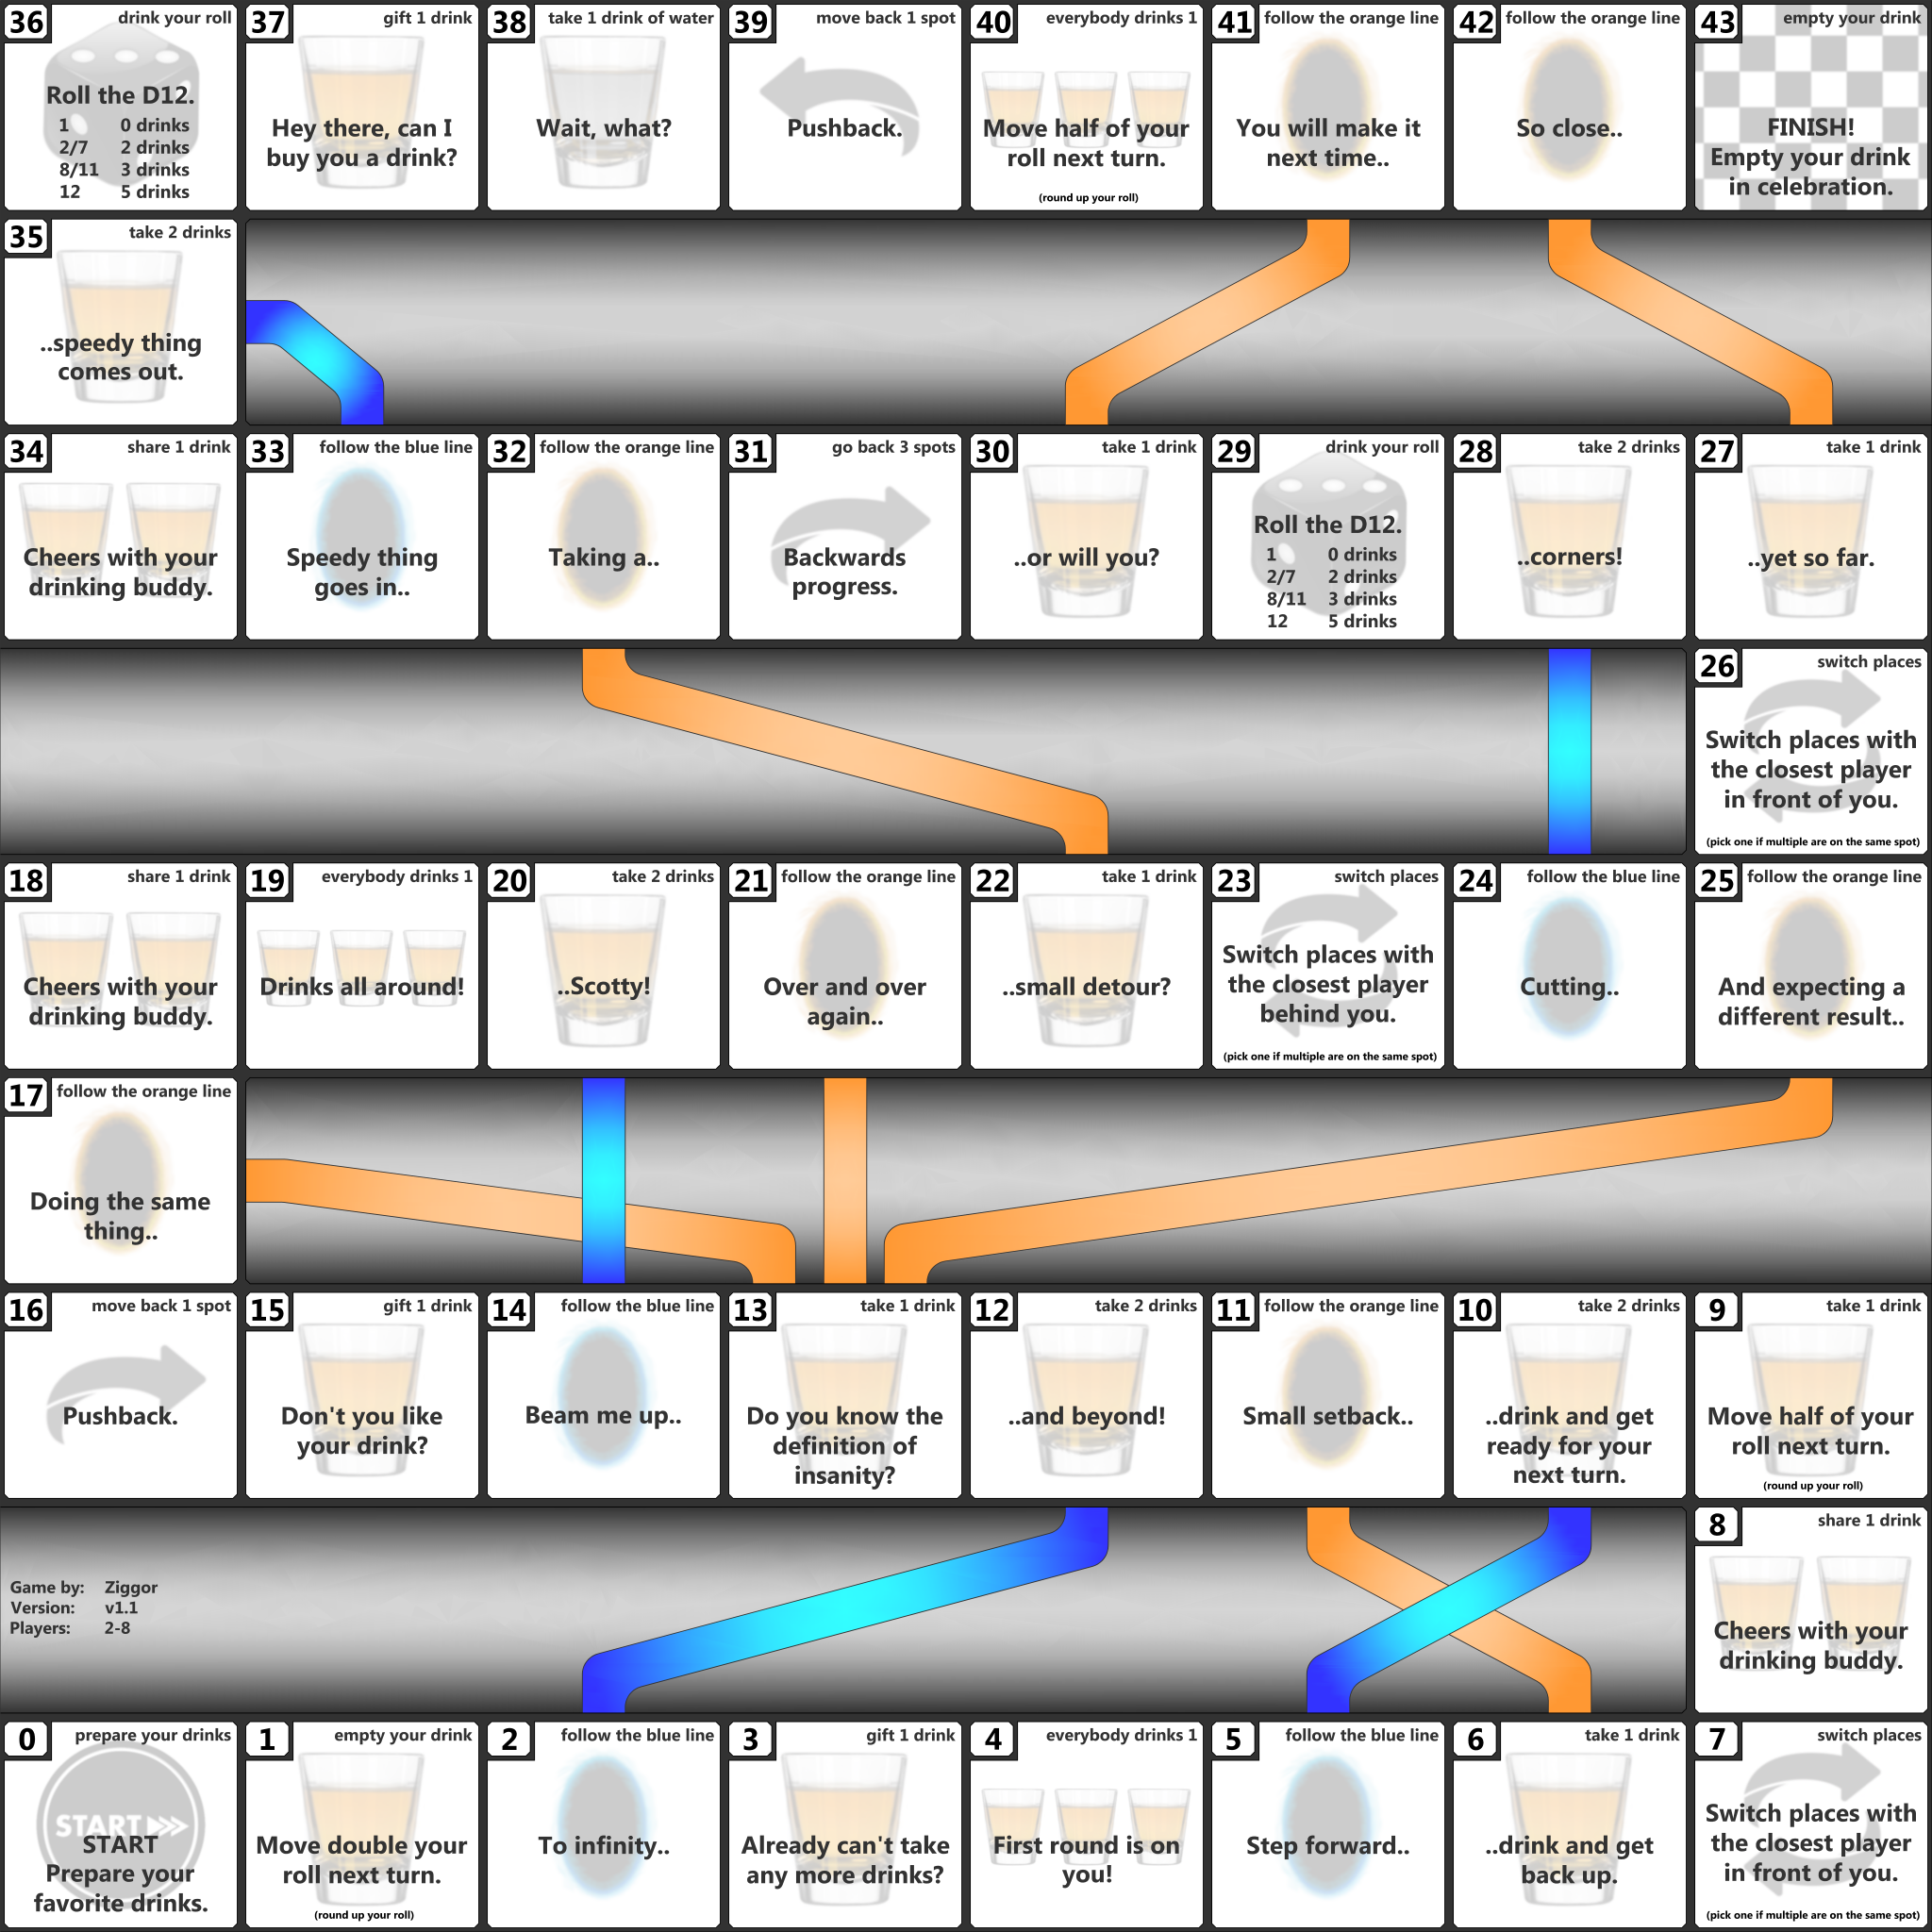 36 drink your roll
Roll the D12.
1 0 drinks
2/7 2 drinks
8/11 3 drinks
12 5 drinks
37 gift 1 drink
Hey there, can I
buy you a drink?
38 take 1 drink of water
Wait, what?
39 move back 1 spot
Pushback.
40 everybody drinks 1
Move half of your
roll next turn.
(round up your roll)
41 follow the orange line
You will make it
next time..
42 follow the orange line
So close..
43 empty your drink
FINISH!
Empty your drink
in celebration.
35 take 2 drinks
..speedy thing
comes out.
34 share 1 drink
Cheers with your
drinking buddy.
33 follow the blue line
Speedy thing
goes in..
32 follow the orange line
Taking a..
31 go back 3 spots
Backwards
progress.
30 take 1 drink
..or will you?
29 drink your roll
Roll the D12.
1 0 drinks
2/7 2 drinks
8/11 3 drinks
12 5 drinks
28 take 2 drinks
..corners!
27 take 1 drink
..yet so far.
26 switch places
Switch places with
the closest player
in front of you.
(pick one if multiple are on the same spot)
18 share 1 drink
Cheers with your
drinking buddy.
19 everybody drinks 1
Drinks all around!
20 take 2 drinks
..Scotty!
21 follow the orange line
Over and over
again..
22 take 1 drink
..small detour?
23 switch places
Switch places with
the closest player
behind you.
(pick one if multiple are on the same spot)
24 follow the blue line
Cutting..
25 follow the orange line
And expecting a
different result..
17 follow the orange line
Doing the same
thing..
16 move back 1 spot
Pushback.
15 gift 1 drink
Don't you like
your drink?
14 follow the blue line
Beam me up..
13 take 1 drink
Do you know the
definition of
insanity?
12 take 2 drinks
..and beyond!
11 follow the orange line
Small setback..
10 take 2 drinks
..drink and get
ready for your
next turn.
9 take 1 drink
Move half of your
roll next turn.
(round up your roll)
Game by: Ziggor
Version: v1.1
Players: 2-8
8 share 1 drink
Cheers with your
drinking buddy.
0 prepare your drinks
START
START
Prepare your
favorite drinks.
1 empty your drink
Move double your
roll next turn.
(round up your roll)
2 follow the blue line
To infinity..
3 gift 1 drink
Already can't take
any more drinks?
4 everybody drinks 1
First round is on
you!
5 follow the blue line
Step forward..
6 take 1 drink
..drink and get
back up.
7 switch places
Switch places with
the closest player
in front of you.
(pick one if multiple are on the same spot)